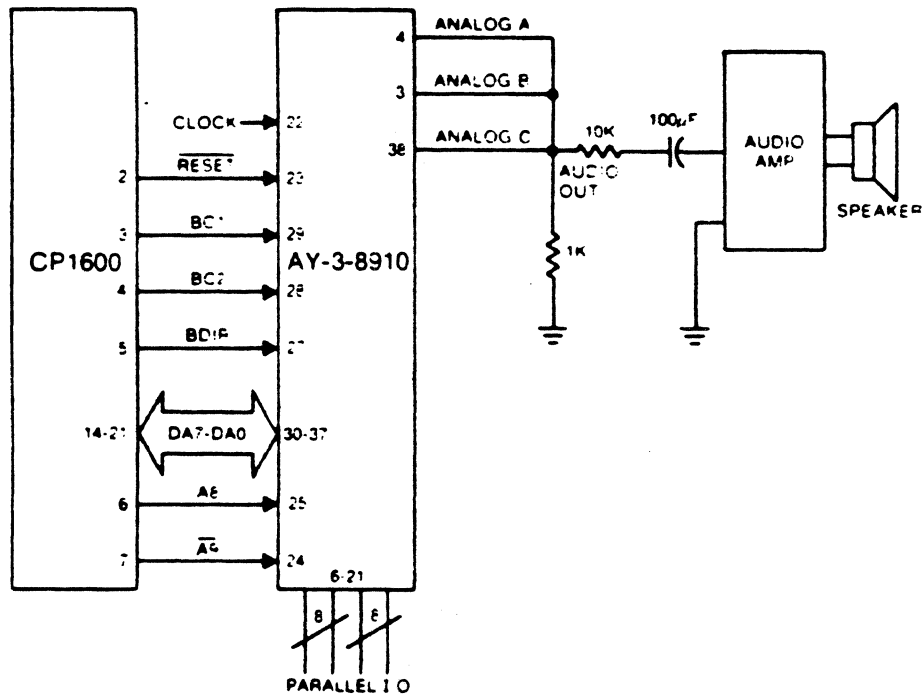 ANALOG A
4
ANALOG B
3
ANALOG C
38
10K
100µF
AUDIO
OUT
1K
AUDIO
AMP
SPEAKER
CLOCK
22
2
RESET
23
3
BC1
29
CP1600
AY-3-8910
4
BC2
28
5
BDIR
27
14-21
DA7-DA0
30-37
6
A8
25
7
A9
24
6-21
8
8
PARALLEL I O